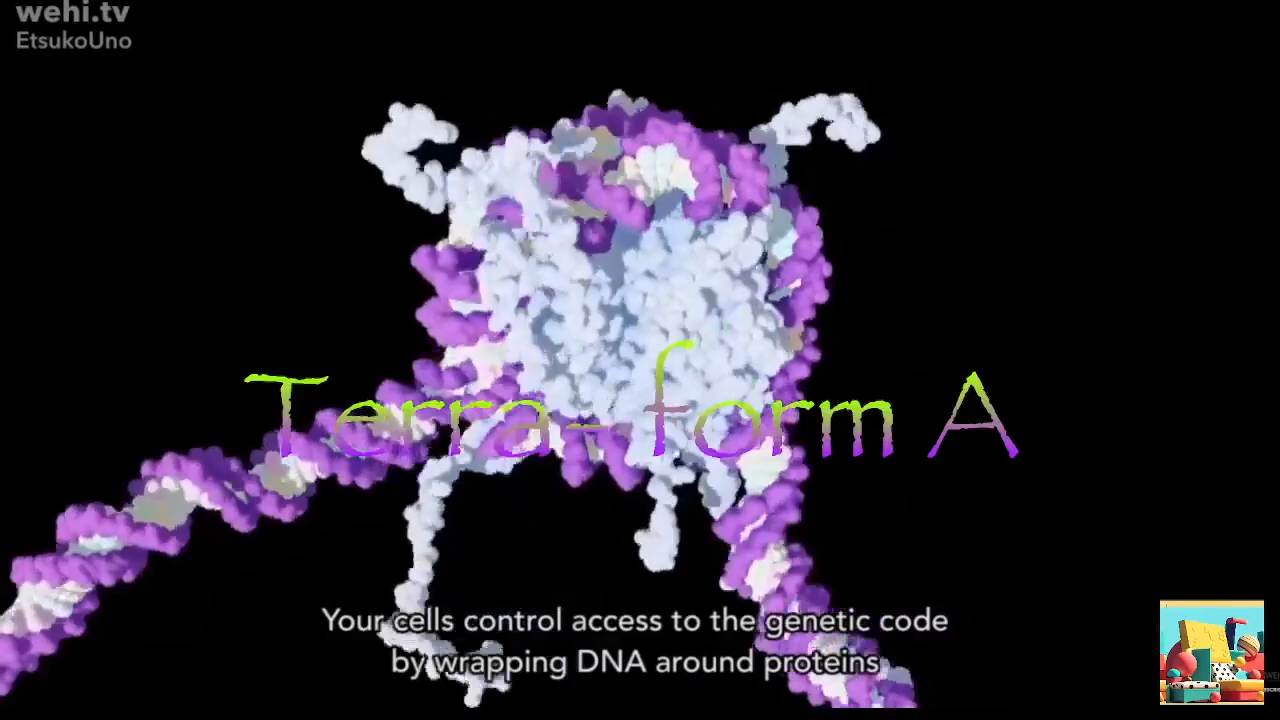 wehi.tv
EtsukoUno
Terra- form A
Your cells control access to the genetic code
by wrapping DNA around proteins